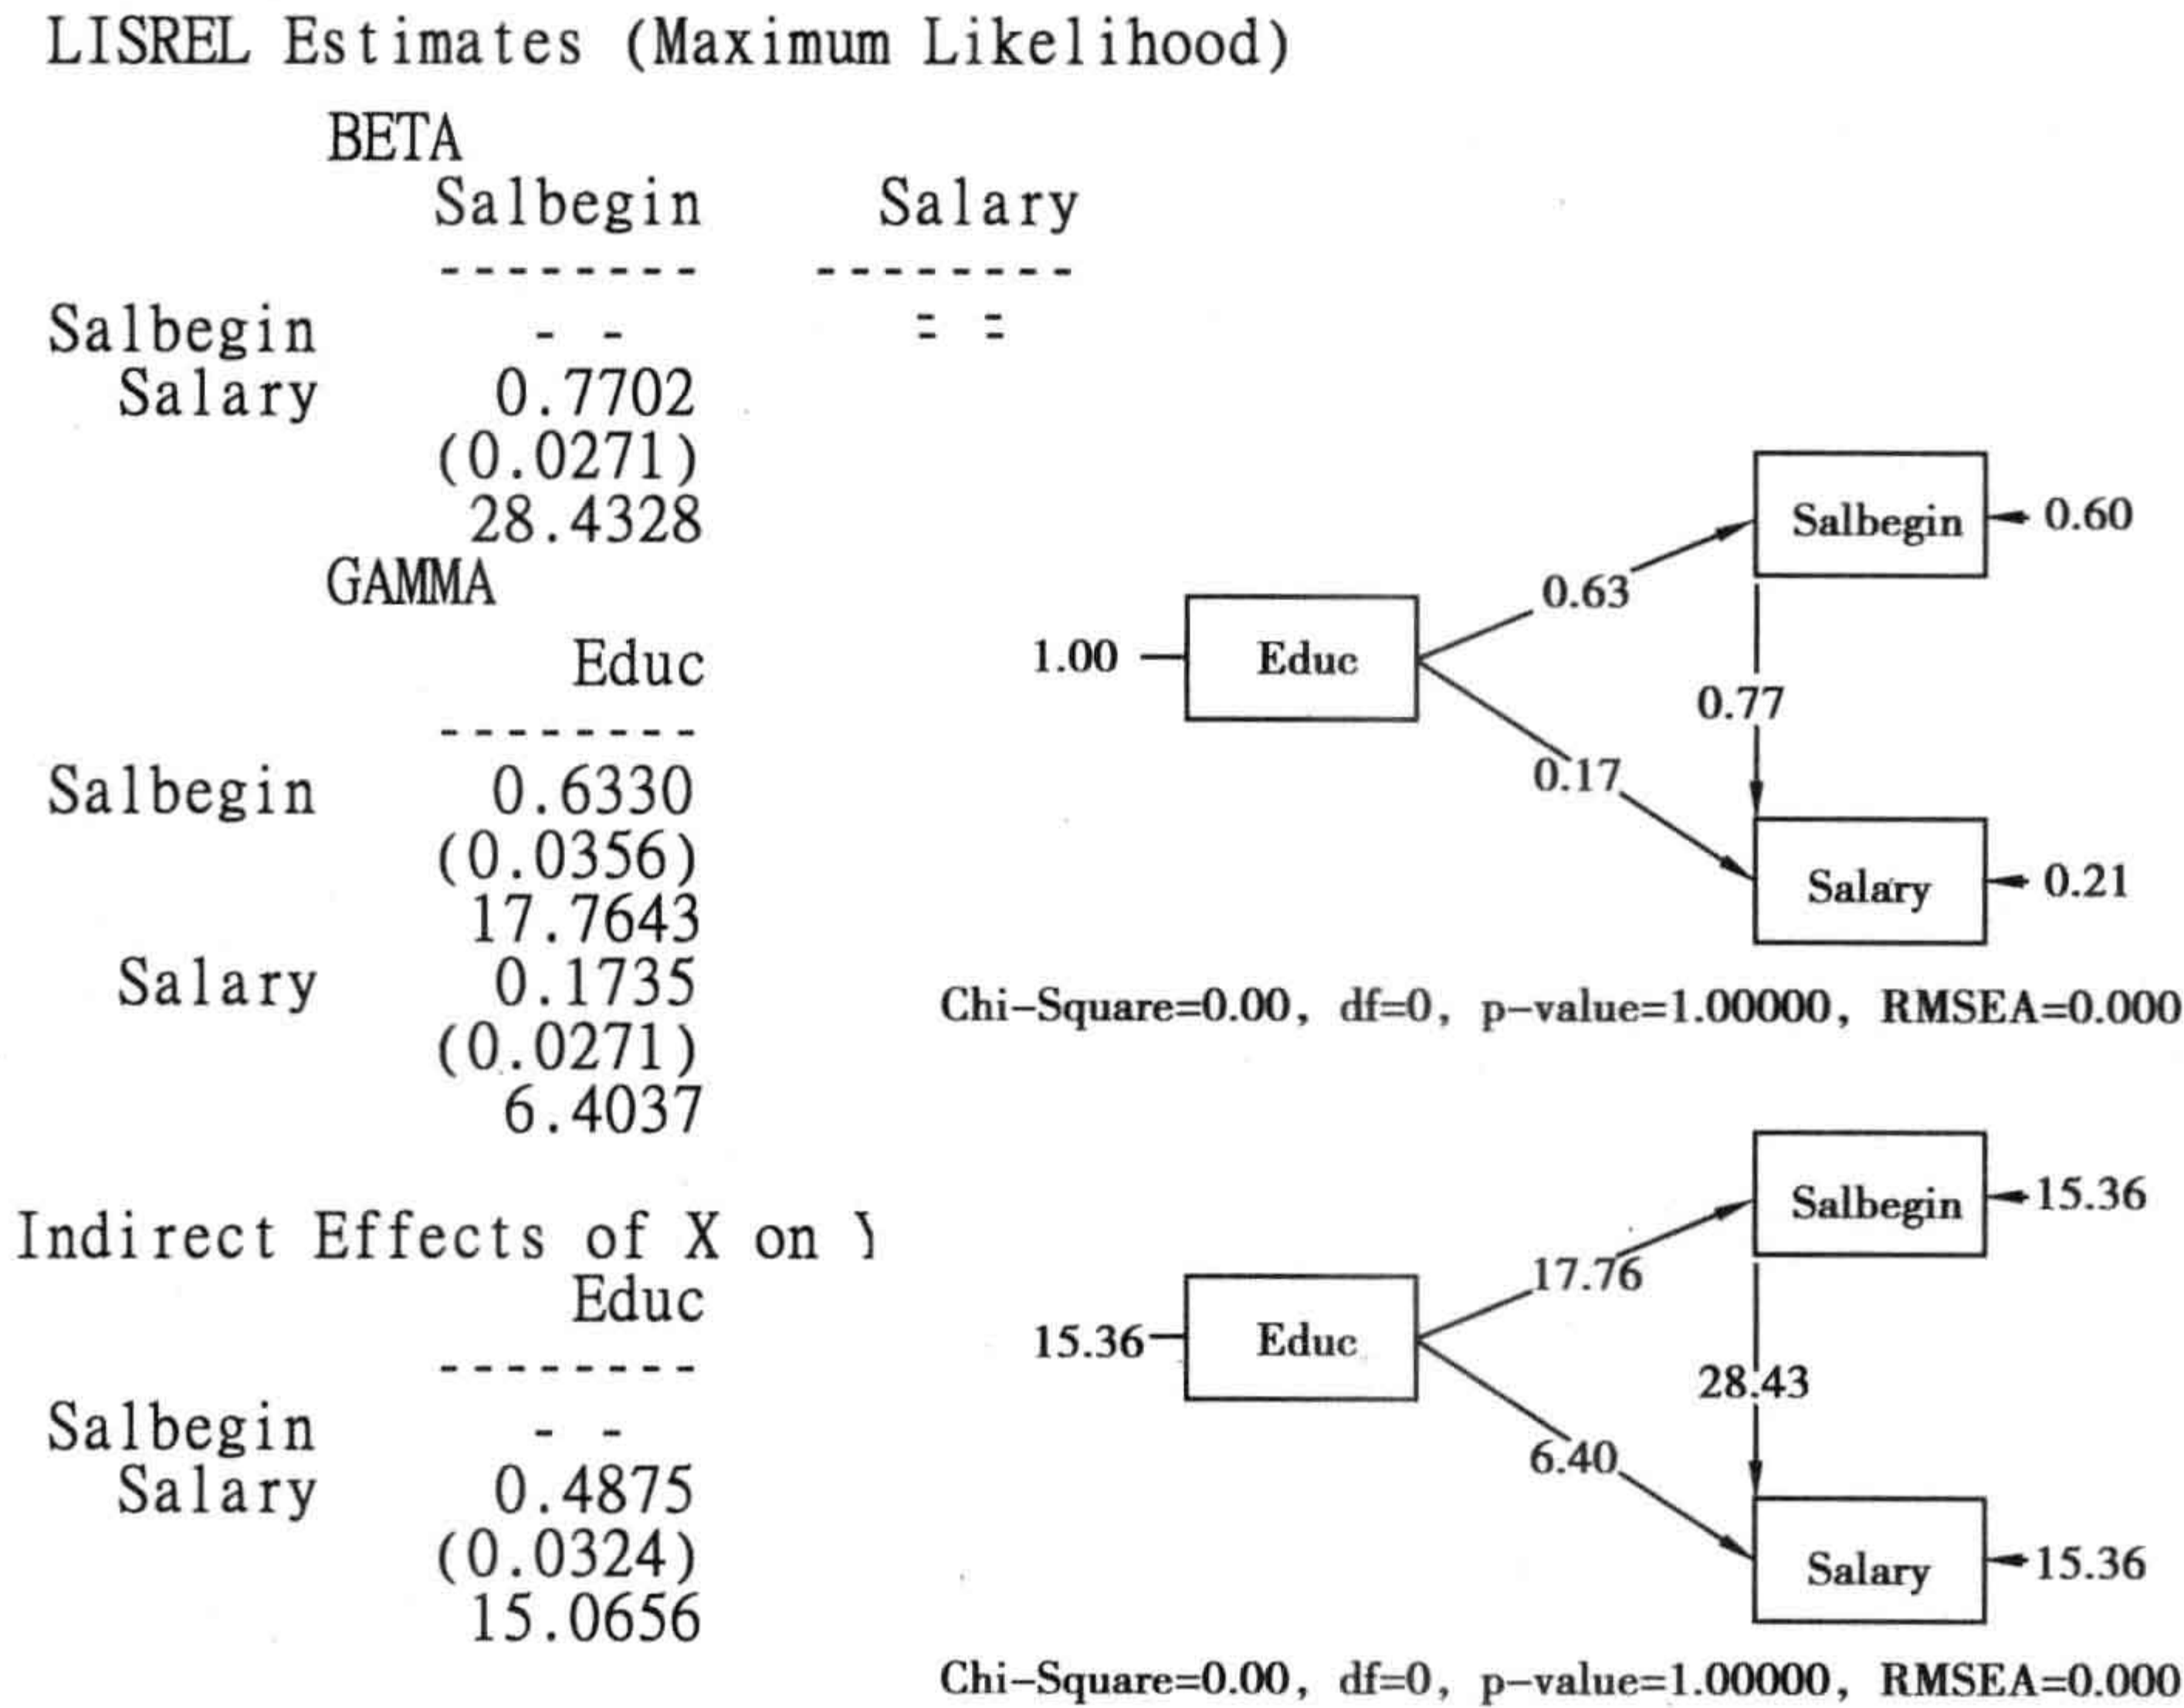 LISREL Estimates (Maximum Likelihood)
BETA
Salbegin Salary
-------- --------
Salbegin - - - -
Salary 0.7702
(0.0271)
28.4328
GAMMA
Educ
--------
Salbegin 0.6330
(0.0356)
17.7643
Salary 0.1735
(0.0271)
6.4037
Indirect Effects of X on
Educ
--------
Salbegin - -
Salary 0.4875
(0.0324)
15.0656
Salbegin 0.60
0.63
1.00 Educ
0.77
0.17
Salary 0.21
Chi-Square=0.00, df=0, p-value=1.00000, RMSEA=0.000
Salbegin 15.36
17.76
15.36 Educ
28.43
6.40
Salary 15.36
Chi-Square=0.00, df=0, p-value=1.00000, RMSEA=0.000